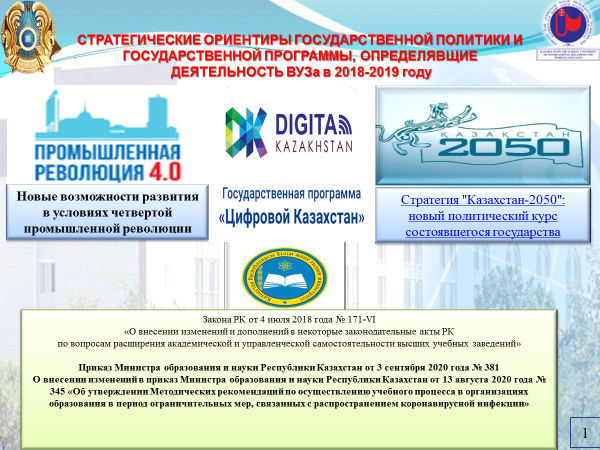 СТРАТЕГИЧЕСКИЕ ОРИЕНТИРЫ ГОСУДАРСТВЕННОЙ ПОЛИТИКИ И
ГОСУДАРСТВЕННОЙ ПРОГРАММЫ, ОПРЕДЕЛЯВЩИЕ
ДЕЯТЕЛЬНОСТЬ ВУЗа в 2018-2019 году
ПРОМЫШЛЕННАЯ
РЕВОЛЮЦИЯ 4.0
Новые возможности развития
в условиях четвертой
промышленной революции
DIGITAL
KAZAKHSTAN
Государственная программа
«Цифровой Казахстан»
КАЗАКСТАН
2050
Стратегия "Казахстан-2050":
новый политический курс
состоявшегося государства
Закона РК от 4 июля 2018 года № 171-VI
«О внесении изменений и дополнений в некоторые законодательные акты РК
по вопросам расширения академической и управленческой самостоятельности высших учебных заведений»
Приказ Министра образования и науки Республики Казахстан от 3 сентября 2020 года № 381
О внесении изменений в приказ Министра образования и науки Республики Казахстан от 13 августа 2020 года №
345 «Об утверждении Методических рекомендаций по осуществлению учебного процесса в организациях
образования в период ограничительных мер, связанных с распространением коронавирусной инфекции»
1